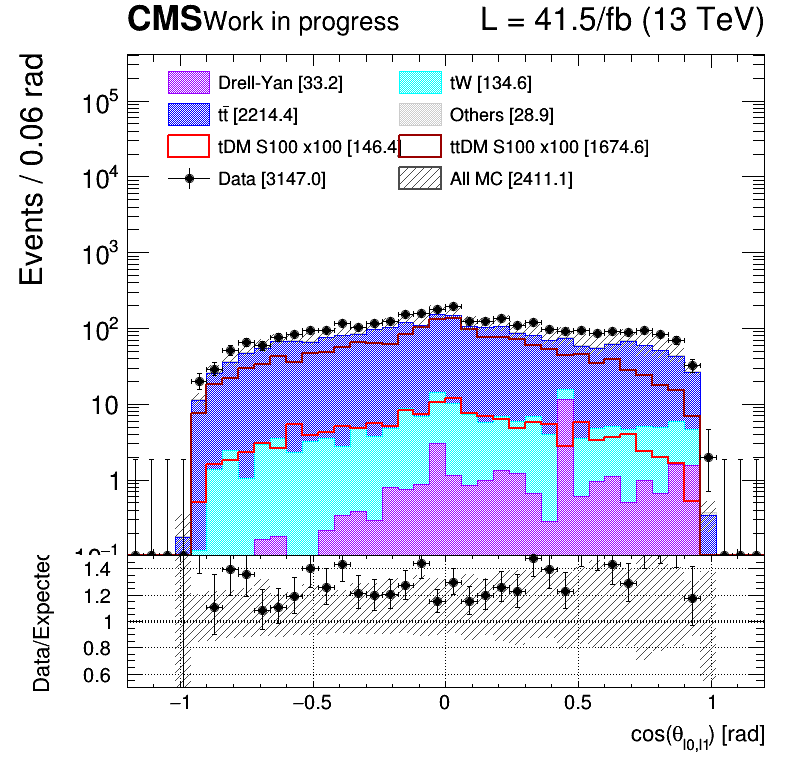 CMS Work in progress L = 41.5/fb (13 TeV)
Events / 0.06 rad
10⁵
10⁴
10³
10²
10
1
10⁻¹
Drell-Yan [33.2] tW [134.6]
tt̄ [2214.4] Others [28.9]
tDM S100 x100 [146.4] ttDM S100 x100 [1674.6]
Data [3147.0] All MC [2411.1]
Data/Expected
1.4
1.2
1
0.8
0.6
−1 −0.5 0 0.5 1
cos(θl0,l1) [rad]